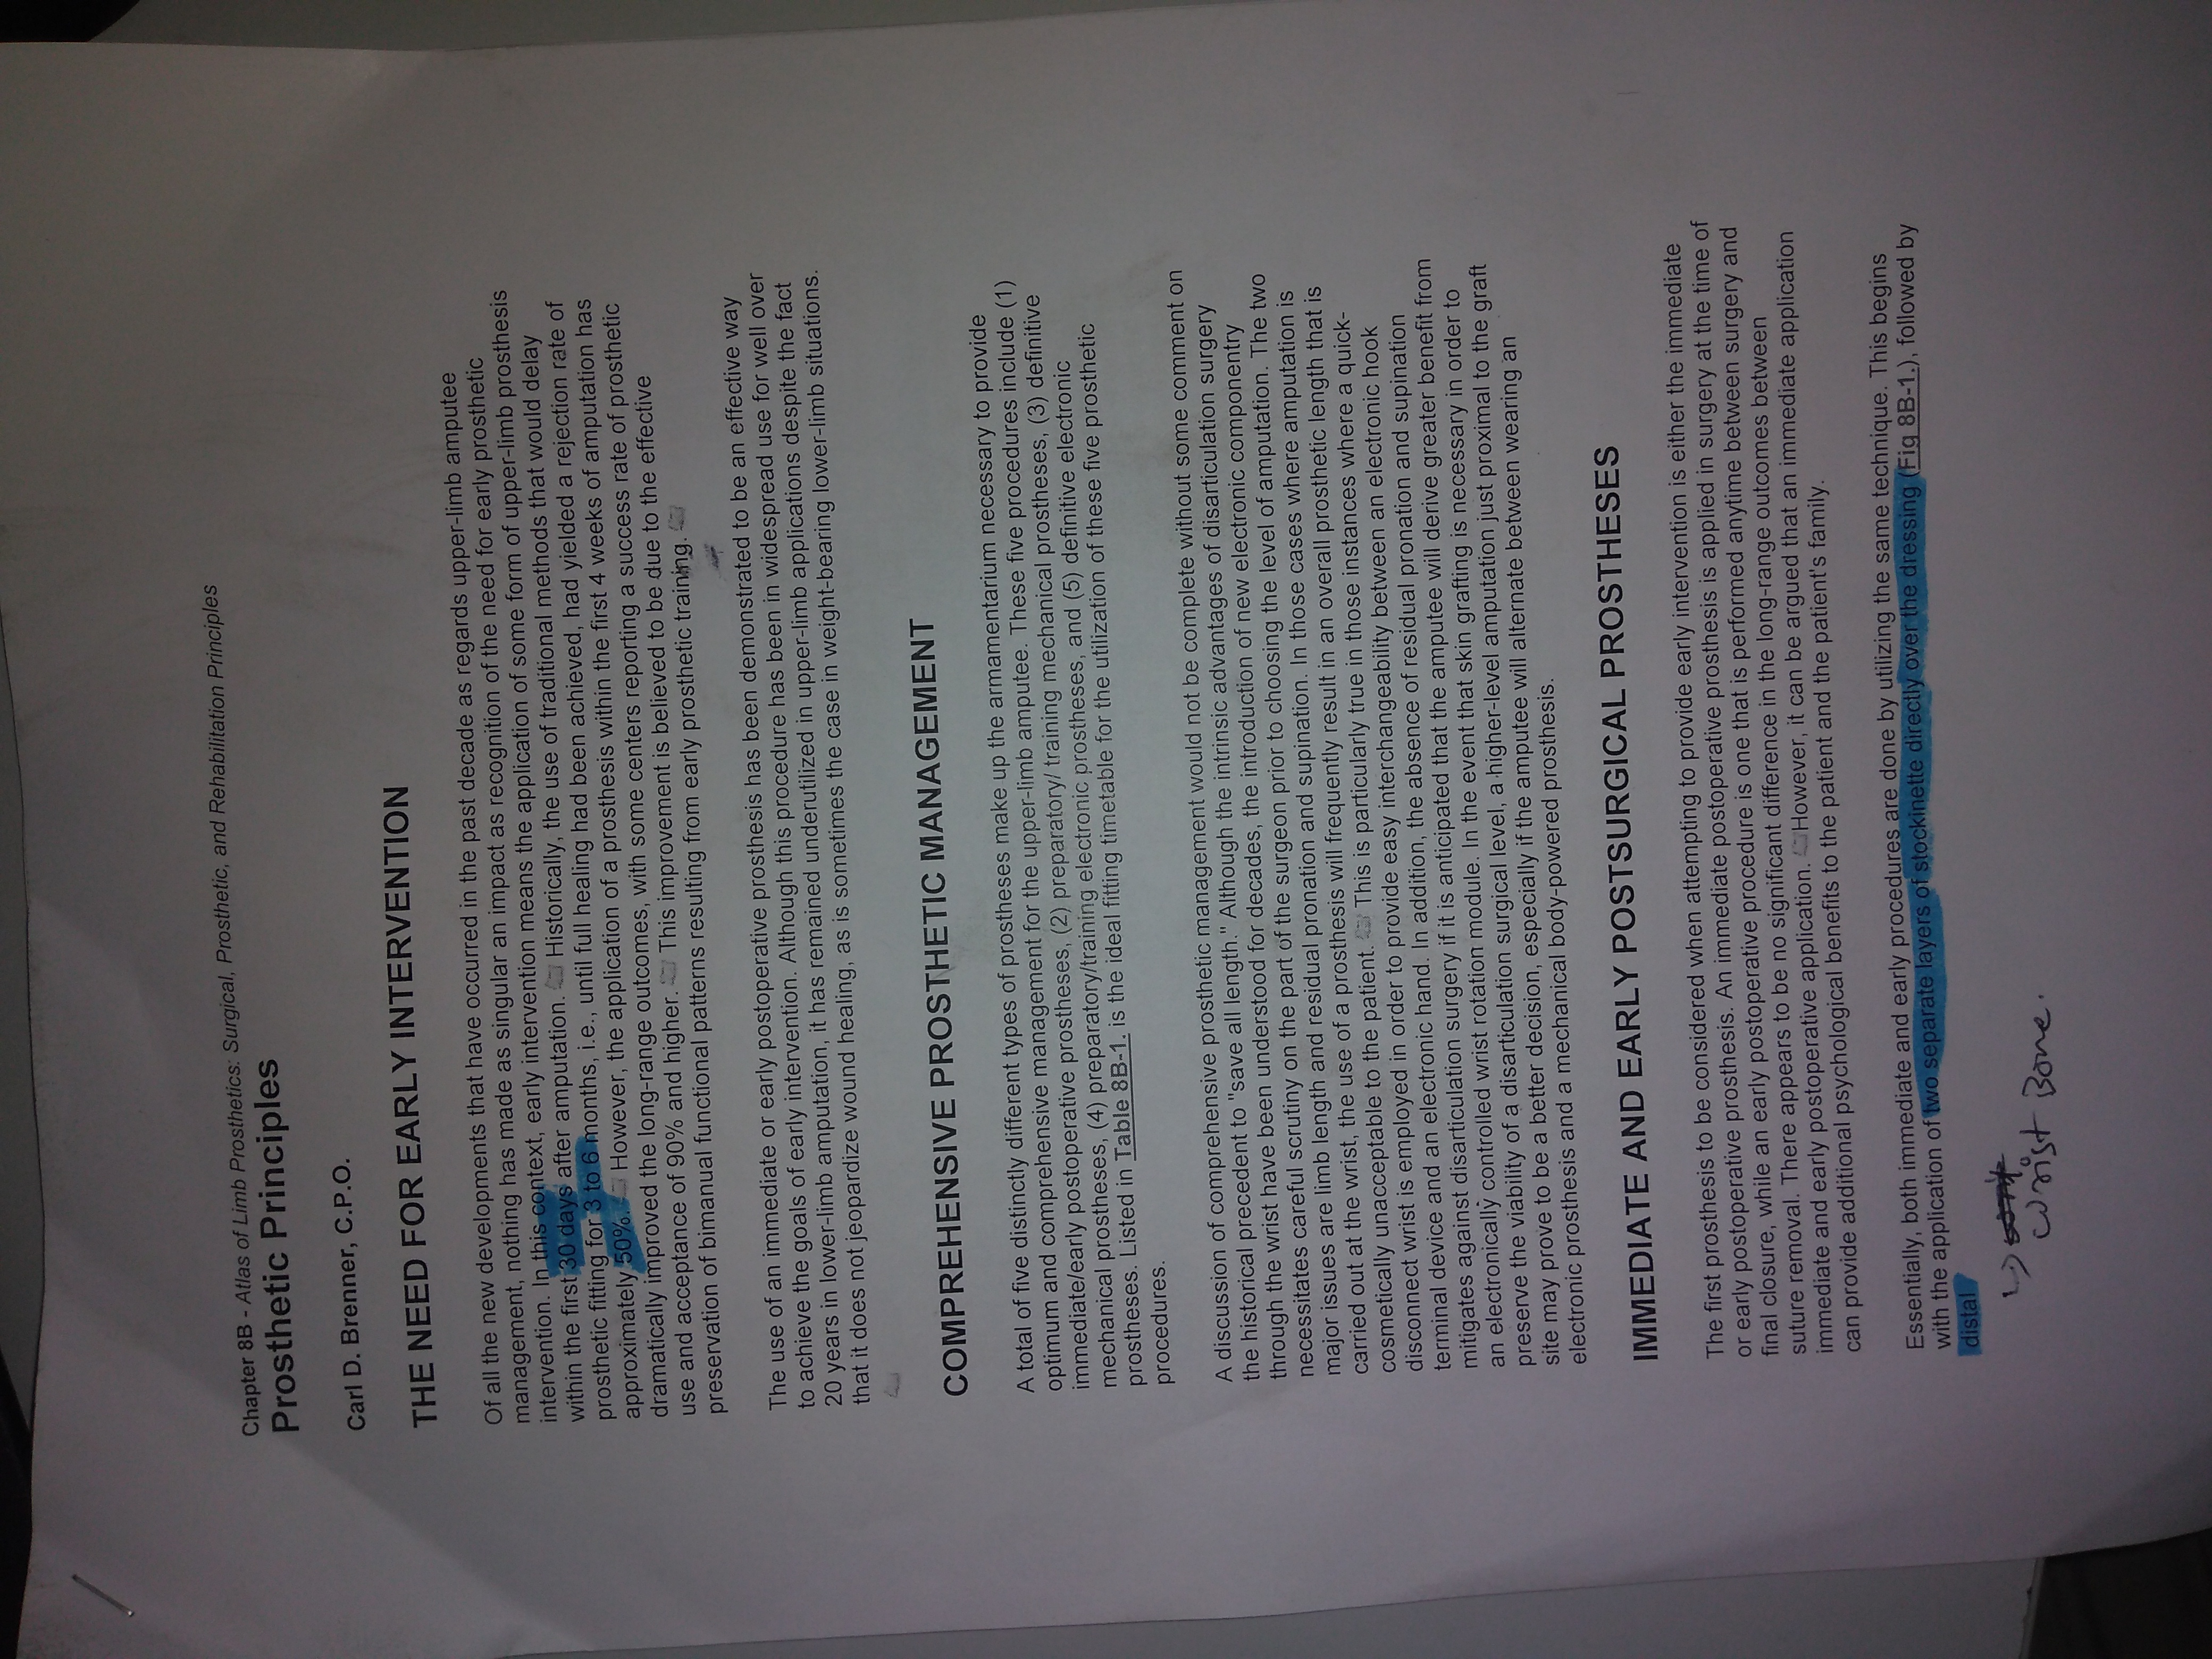 Chapter 8B - Atlas of Limb Prosthetics: Surgical, Prosthetic, and Rehabilitation Principles
Prosthetic Principles
Carl D. Brenner, C.P.O.
THE NEED FOR EARLY INTERVENTION
Of all the new developments that have occurred in the past decade as regards upper-limb amputee
management, nothing has made as singular an impact as recognition of the need for early prosthetic
intervention. In this context, early intervention means the application of some form of upper-limb prosthesis
within the first 30 days after amputation. Historically, the use of traditional methods that would delay
prosthetic fitting for 3 to 6 months, i.e., until full healing had been achieved, had yielded a rejection rate of
approximately 50%. However, the application of a prosthesis within the first 4 weeks of amputation has
dramatically improved the long-range outcomes, with some centers reporting a success rate of prosthetic
use and acceptance of 90% and higher. This improvement is believed to be due to the effective
preservation of bimanual functional patterns resulting from early prosthetic training.
The use of an immediate or early postoperative prosthesis has been demonstrated to be an effective way
to achieve the goals of early intervention. Although this procedure has been in widespread use for well over
20 years in lower-limb amputation, it has remained underutilized in upper-limb applications despite the fact
that it does not jeopardize wound healing, as is sometimes the case in weight-bearing lower-limb situations.
COMPREHENSIVE PROSTHETIC MANAGEMENT
A total of five distinctly different types of prostheses make up the armamentarium necessary to provide
optimum and comprehensive management for the upper-limb amputee. These five procedures include (1)
immediate/early postoperative prostheses, (2) preparatory/ training mechanical prostheses, (3) definitive
mechanical prostheses, (4) preparatory/training electronic prostheses, and (5) definitive electronic
prostheses. Listed in Table 8B-1. is the ideal fitting timetable for the utilization of these five prosthetic
procedures.
A discussion of comprehensive prosthetic management would not be complete without some comment on
the historical precedent to "save all length." Although the intrinsic advantages of disarticulation surgery
through the wrist have been understood for decades, the introduction of new electronic componentry
necessitates careful scrutiny on the part of the surgeon prior to choosing the level of amputation. The two
major issues are limb length and residual pronation and supination. In those cases where amputation is
carried out at the wrist, the use of a prosthesis will frequently result in an overall prosthetic length that is
cosmetically unacceptable to the patient. This is particularly true in those instances where a quick-
disconnect wrist is employed in order to provide easy interchangeability between an electronic hook
terminal device and an electronic hand. In addition, the absence of residual pronation and supination
mitigates against disarticulation surgery if it is anticipated that the amputee will derive greater benefit from
an electronically controlled wrist rotation module. In the event that skin grafting is necessary in order to
preserve the viability of a disarticulation surgical level, a higher-level amputation just proximal to the graft
site may prove to be a better decision, especially if the amputee will alternate between wearing an
electronic prosthesis and a mechanical body-powered prosthesis.
IMMEDIATE AND EARLY POSTSURGICAL PROSTHESES
The first prosthesis to be considered when attempting to provide early intervention is either the immediate
or early postoperative prosthesis. An immediate postoperative prosthesis is applied in surgery at the time of
final closure, while an early postoperative procedure is one that is performed anytime between surgery and
suture removal. There appears to be no significant difference in the long-range outcomes between
immediate and early postoperative application. However, it can be argued that an immediate application
can provide additional psychological benefits to the patient and the patient's family.
Essentially, both immediate and early procedures are done by utilizing the same technique. This begins
with the application of two separate layers of stockinette directly over the dressing (Fig 8B-1.), followed by
distal
Wrist Bone.